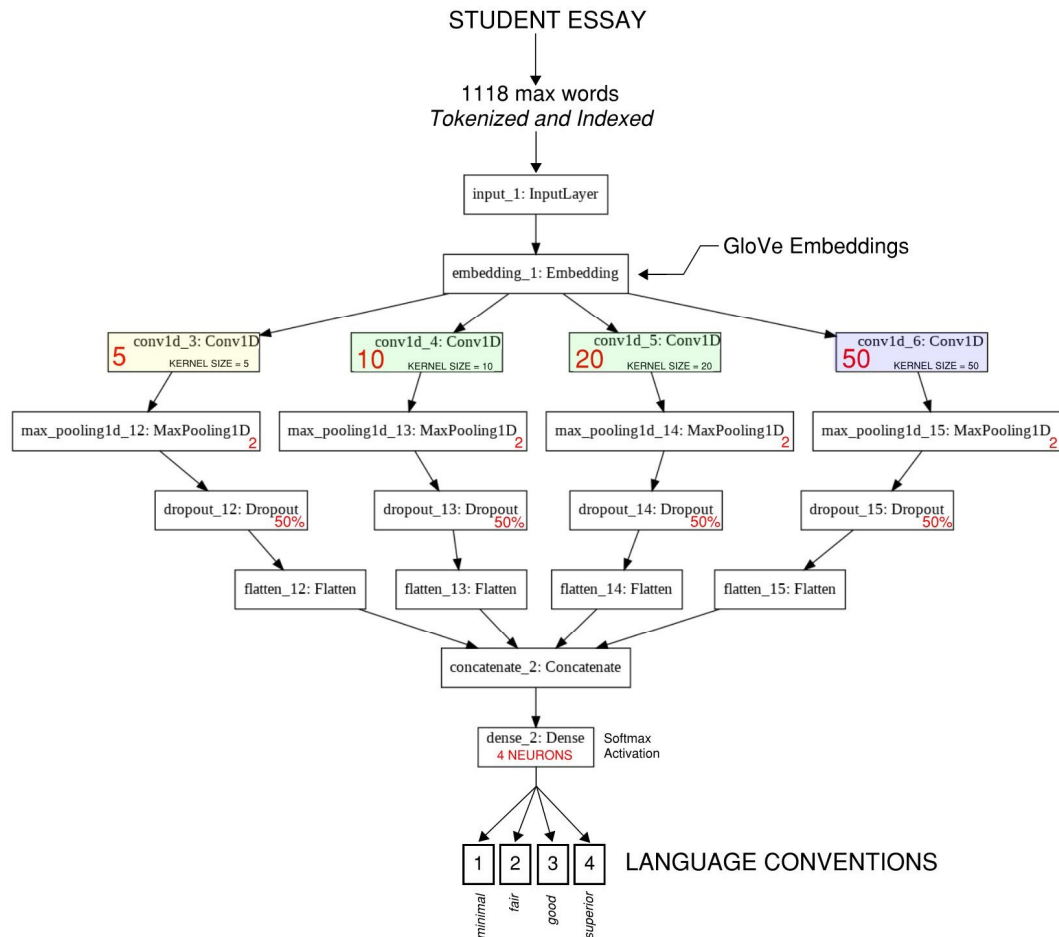 STUDENT ESSAY
1118 max words
Tokenized and Indexed
input_1: InputLayer
GloVe Embeddings
embedding_1: Embedding
conv1d_3: Conv1D
5 KERNEL SIZE = 5
conv1d_4: Conv1D
10 KERNEL SIZE = 10
conv1d_5: Conv1D
20 KERNEL SIZE = 20
conv1d_6: Conv1D
50 KERNEL SIZE = 50
max_pooling1d_12: MaxPooling1D
2
max_pooling1d_13: MaxPooling1D
2
max_pooling1d_14: MaxPooling1D
2
max_pooling1d_15: MaxPooling1D
2
dropout_12: Dropout
50%
dropout_13: Dropout
50%
dropout_14: Dropout
50%
dropout_15: Dropout
50%
flatten_12: Flatten
flatten_13: Flatten
flatten_14: Flatten
flatten_15: Flatten
concatenate_2: Concatenate
dense_2: Dense
4 NEURONS
Softmax
Activation
1 2 3 4
LANGUAGE CONVENTIONS
minimal
fair
good
superior